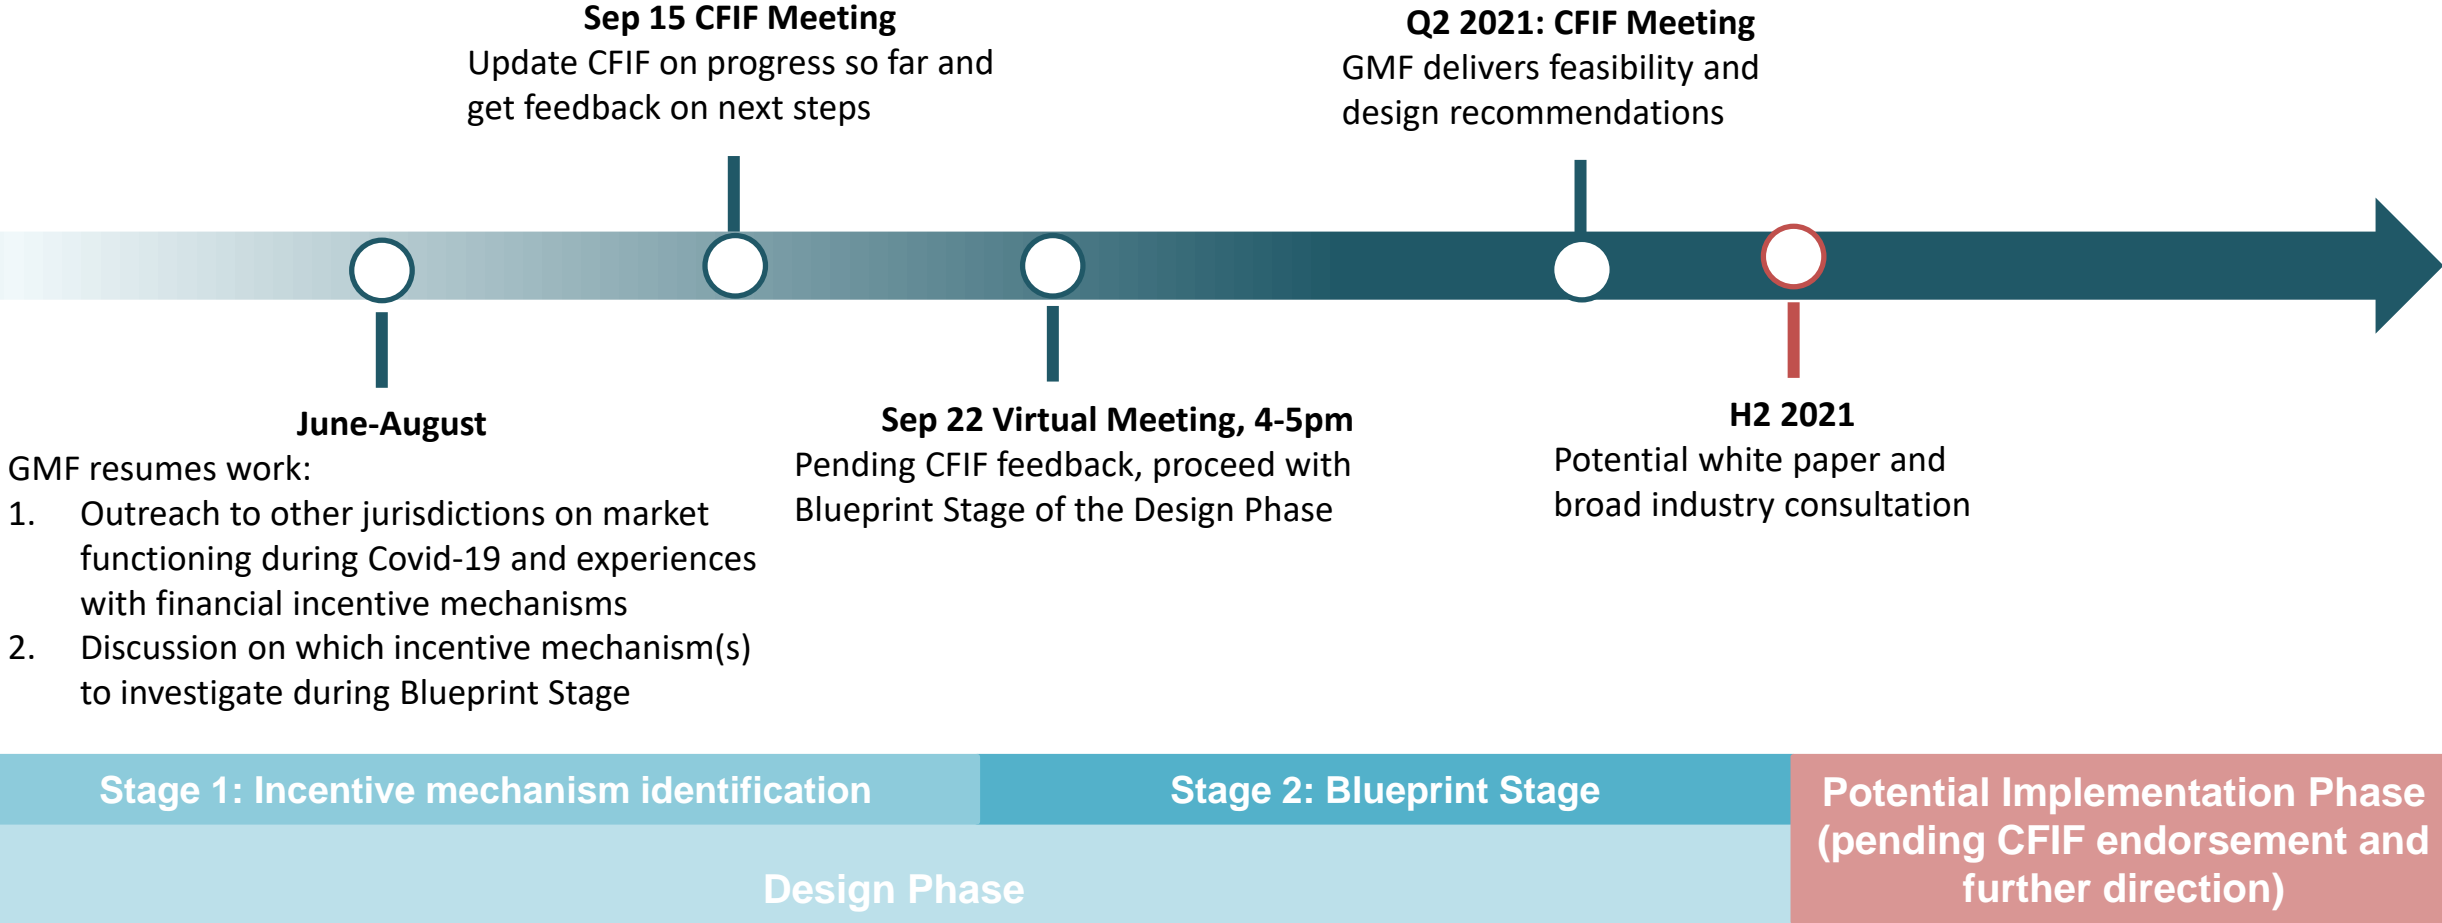 Sep 15 CFIF Meeting
Update CFIF on progress so far and
get feedback on next steps
Q2 2021: CFIF Meeting
GMF delivers feasibility and
design recommendations
June-August
GMF resumes work:
1. Outreach to other jurisdictions on market
functioning during Covid-19 and experiences
with financial incentive mechanisms
2. Discussion on which incentive mechanism(s)
to investigate during Blueprint Stage
Sep 22 Virtual Meeting, 4-5pm
Pending CFIF feedback, proceed with
Blueprint Stage of the Design Phase
H2 2021
Potential white paper and
broad industry consultation
Stage 1: Incentive mechanism identification
Stage 2: Blueprint Stage
Design Phase
Potential Implementation Phase
(pending CFIF endorsement and
further direction)